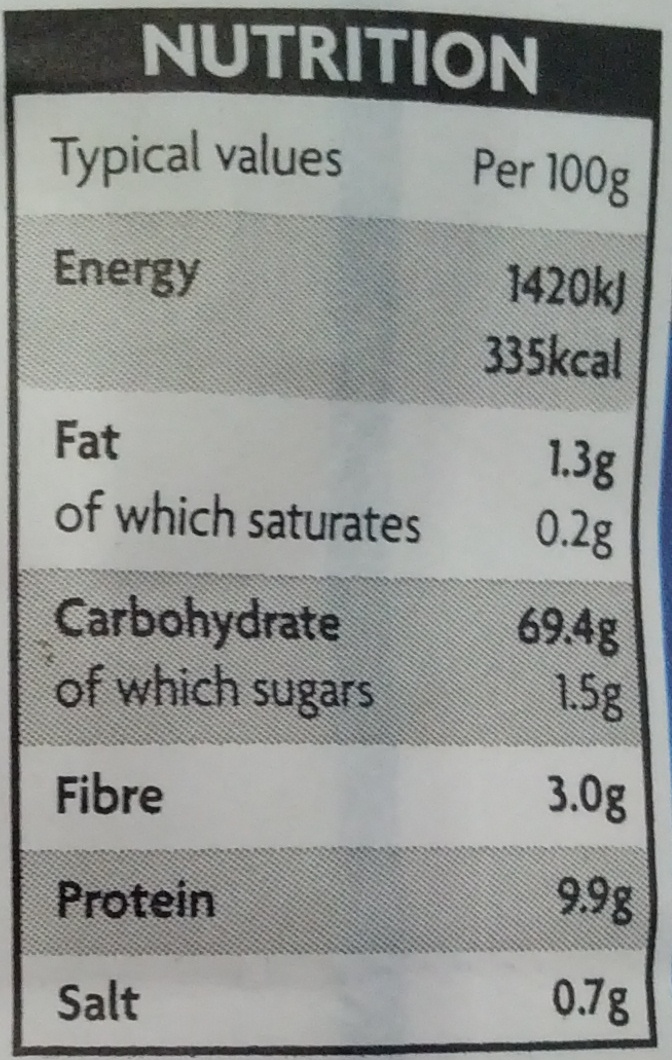 NUTRITION
Typical values Per 100g
Energy 1420kJ
335kcal
Fat 1.3g
of which saturates 0.2g
Carbohydrate 69.4g
of which sugars 1.5g
Fibre 3.0g
Protein 9.9g
Salt 0.7g